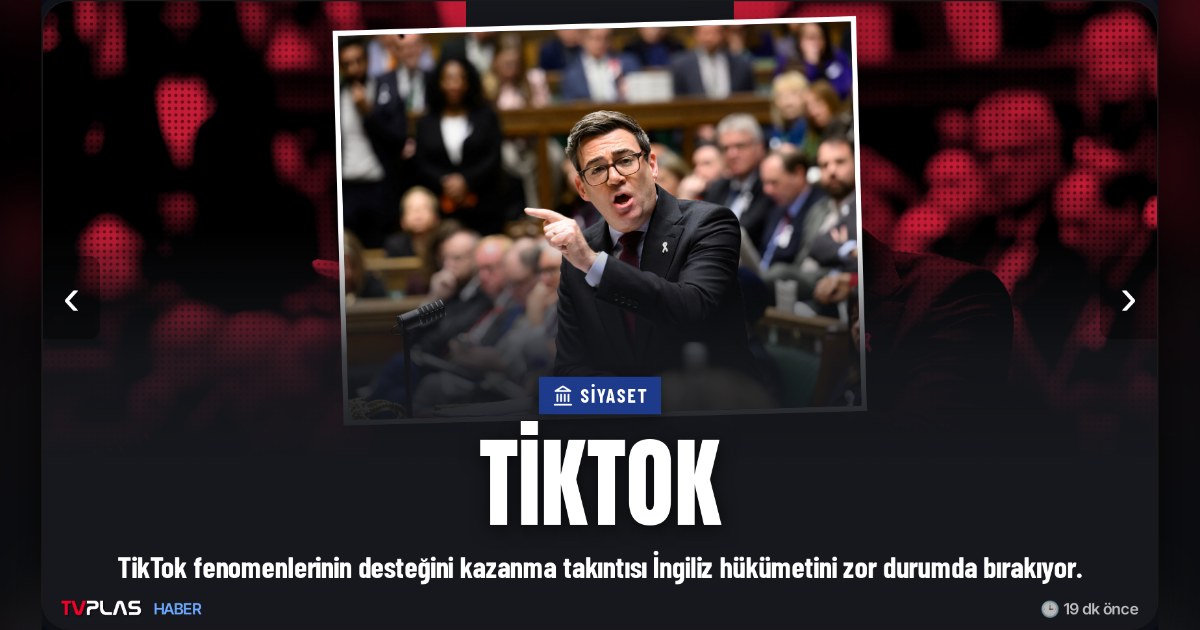 SİYASET
TİKTOK
TikTok fenomenlerinin desteğini kazanma takıntısı İngiliz hükümetini zor durumda bırakıyor.
TVPLAS HABER
19 dk önce